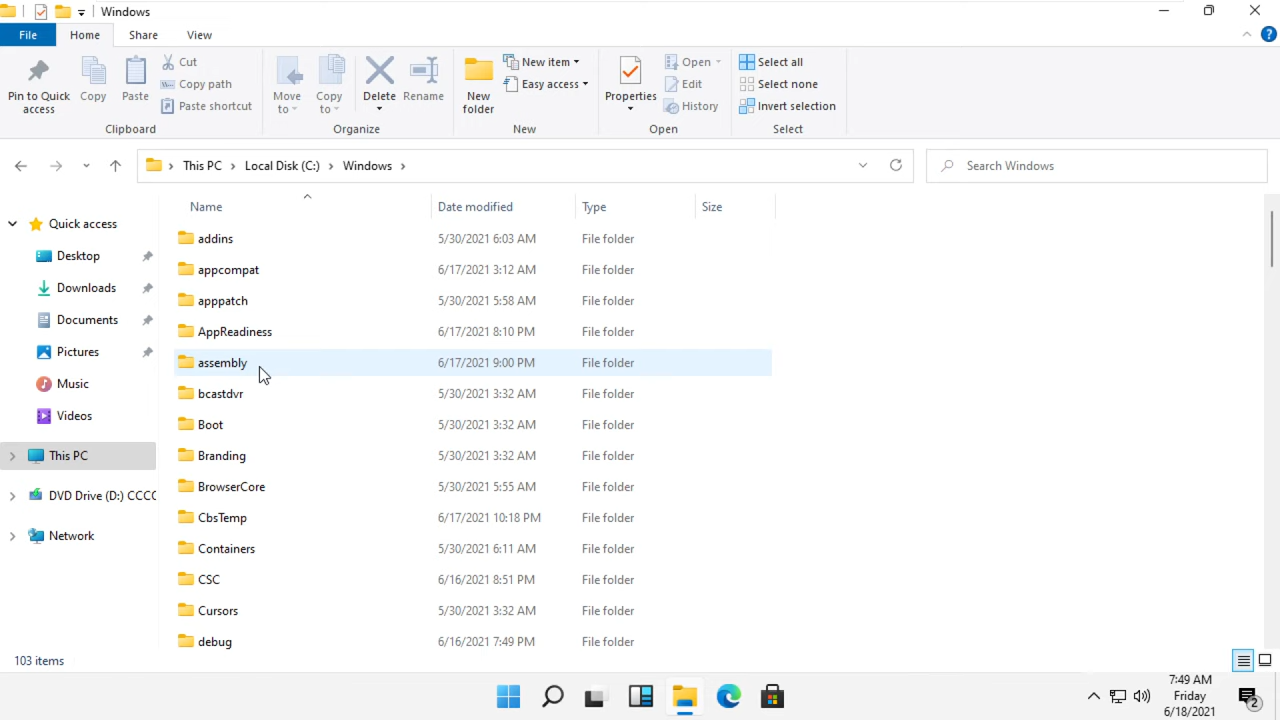 Windows
File Home Share View
Pin to Quick access
Copy
Paste
Cut
Copy path
Paste shortcut
Clipboard
Move to
Copy to
Delete
Rename
Organize
New folder
New item
Easy access
New
Properties
Open
Edit
History
Open
Select all
Select none
Invert selection
Select
This PC Local Disk (C:) Windows
Search Windows
Quick access
Desktop
Downloads
Documents
Pictures
Music
Videos
This PC
DVD Drive (D:) CCCC
Network
Name Date modified Type Size
addins 5/30/2021 6:03 AM File folder
appcompat 6/17/2021 3:12 AM File folder
apppatch 5/30/2021 5:58 AM File folder
AppReadiness 6/17/2021 8:10 PM File folder
assembly 6/17/2021 9:00 PM File folder
bcastdvr 5/30/2021 3:32 AM File folder
Boot 5/30/2021 3:32 AM File folder
Branding 5/30/2021 3:32 AM File folder
BrowserCore 5/30/2021 5:55 AM File folder
CbsTemp 6/17/2021 10:18 PM File folder
Containers 5/30/2021 6:11 AM File folder
CSC 6/16/2021 8:51 PM File folder
Cursors 5/30/2021 3:32 AM File folder
debug 6/16/2021 7:49 PM File folder
103 items
7:49 AM
Friday
6/18/2021
2